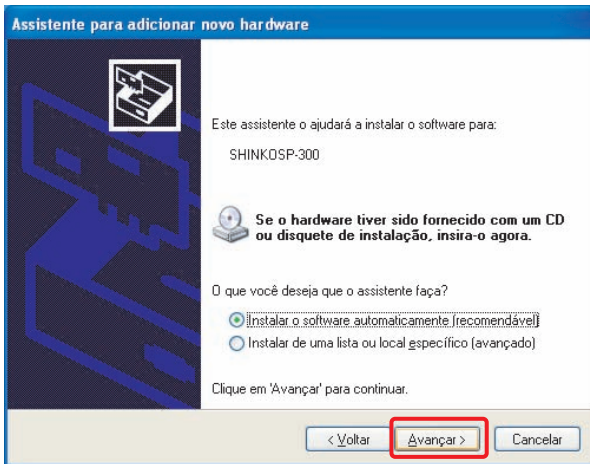 Assistente para adicionar novo hardware
Este assistente o ajudará a instalar o software para:
SHINKOSP-300
Se o hardware tiver sido fornecido com um CD
ou disquete de instalação, insira-o agora.
O que você deseja que o assistente faça?
Instalar o software automaticamente (recomendável)
Instalar de uma lista ou local específico (avançado)
Clique em 'Avançar' para continuar.
< Voltar Avançar > Cancelar